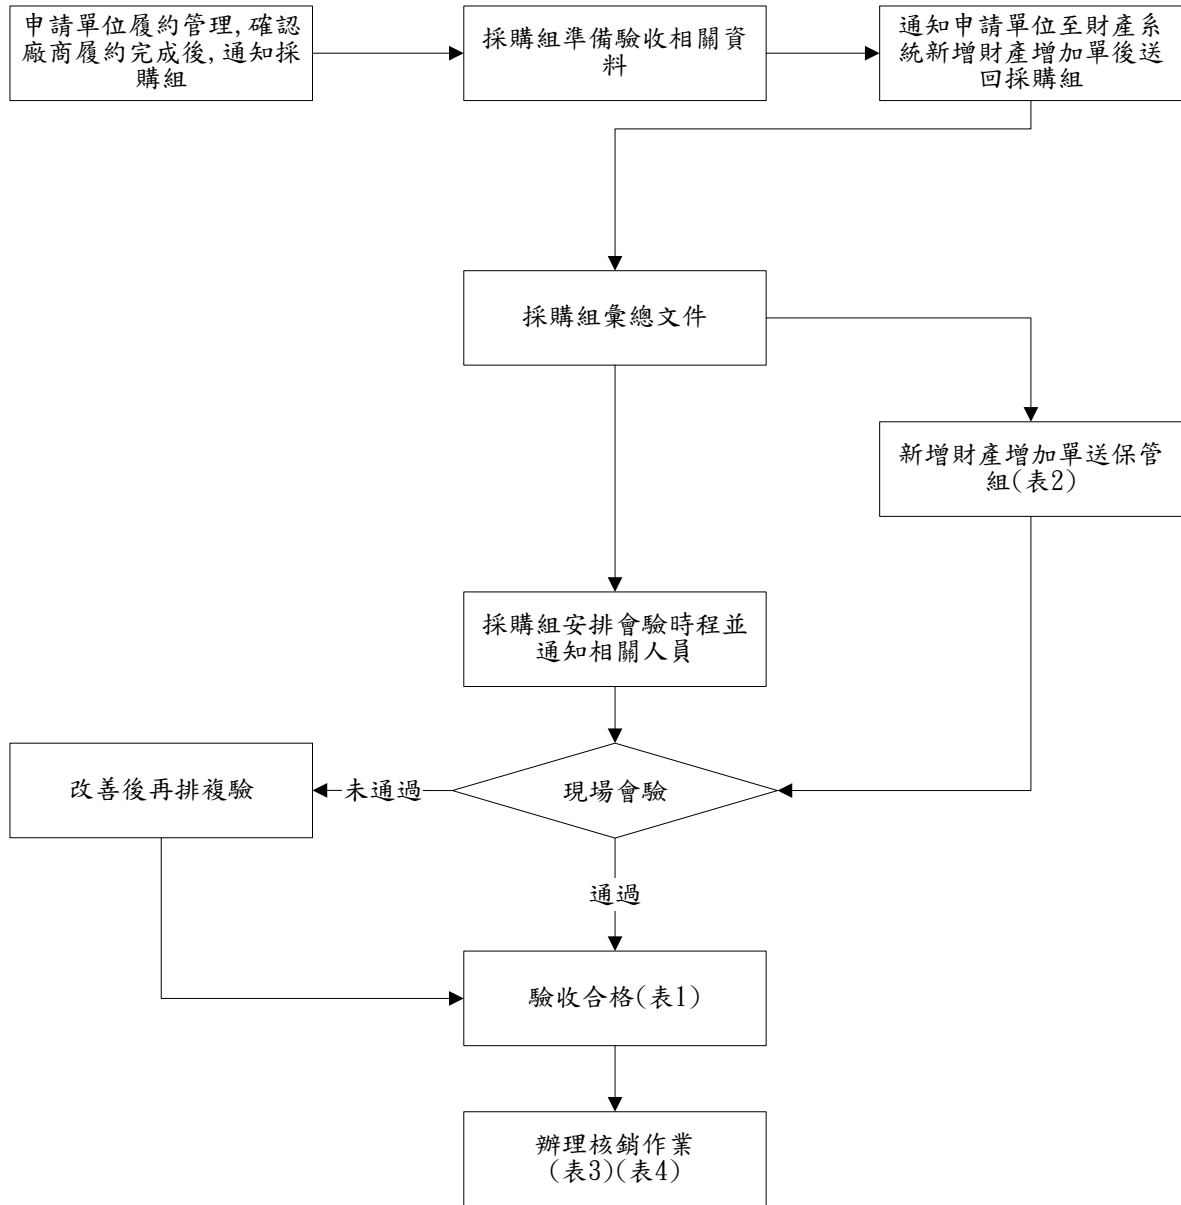 申請單位履約管理,確認
廠商履約完成後,通知採
購組
採購組準備驗收相關資
料
通知申請單位至財產系
統新增財產增加單後送
回採購組
採購組彙總文件
新增財產增加單送保管
組(表2)
採購組安排會驗時程並
通知相關人員
改善後再排複驗
未通過
現場會驗
通過
驗收合格(表1)
辦理核銷作業
(表3)(表4)